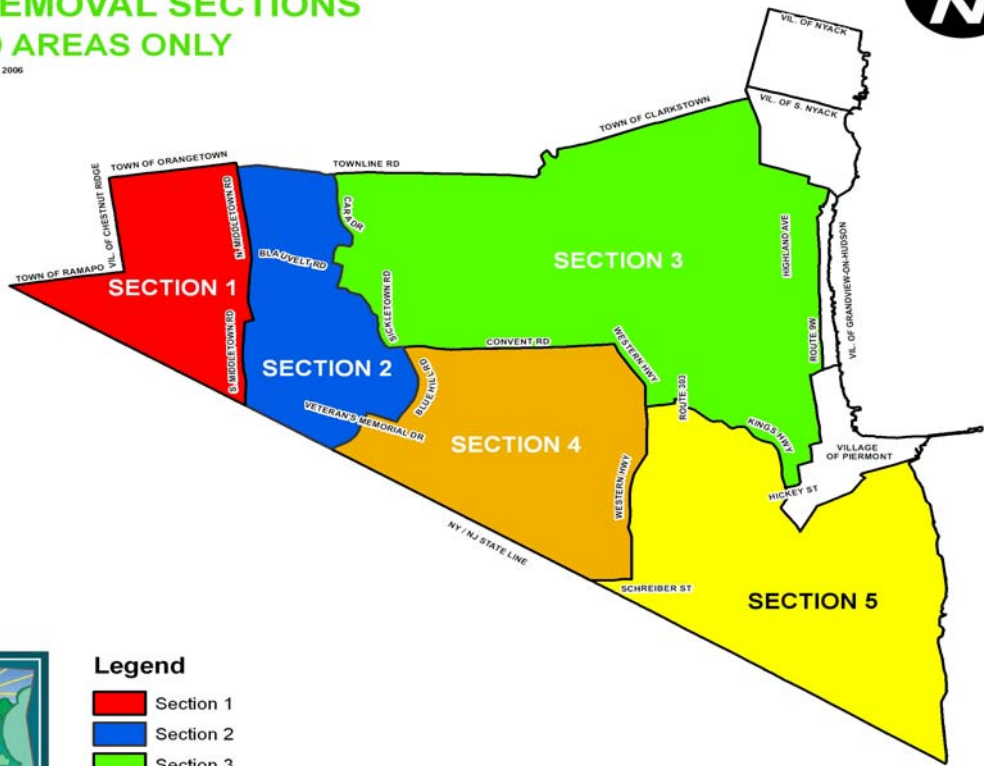 EMOVAL SECTIONS
AREAS ONLY
2006
N
VIL. OF NYACK
VIL. OF S. NYACK
TOWN OF CLARKSTOWN
TOWN OF ORANGETOWN
TOWNLINE RD
VIL. OF CHESTNUT RIDGE
N MIDDLETOWN RD
CARA DR
HIGHLAND AVE
VIL. OF GRANDVIEW-ON-HUDSON
BLAUVELT RD
TOWN OF RAMAPO
SECTION 1
SECTION 3
SICKLETOWN RD
S MIDDLETOWN RD
CONVENT RD
WESTERN HWY
ROUTE 9W
SECTION 2
BLUE HILL RD
ROUTE 303
VETERAN'S MEMORIAL DR
SECTION 4
KINGS HWY
VILLAGE
OF PIERMONT
WESTERN HWY
HICKEY ST
NY / NJ STATE LINE
SCHREIBER ST
SECTION 5
Legend
Section 1
Section 2
Section 3